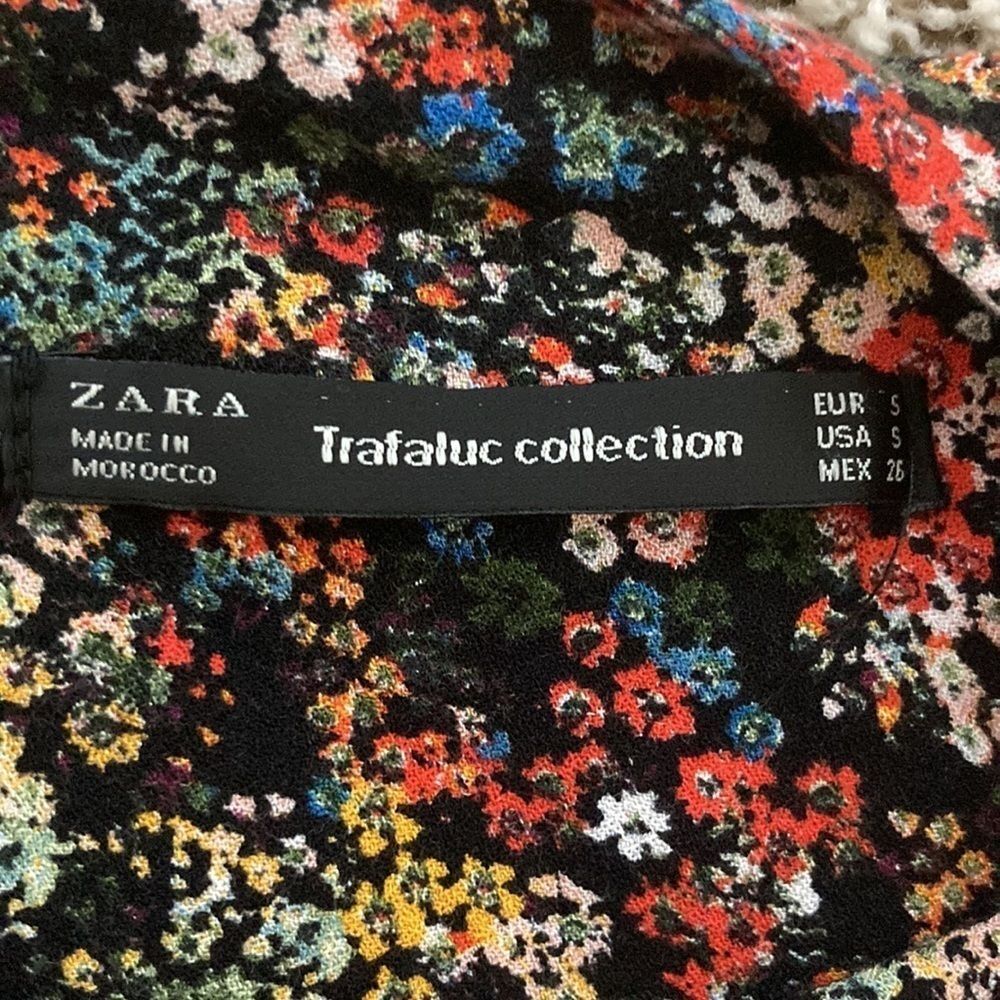 ZARA
MADE IN
MOROCCO
Trafaluc collection
EUR S
USA S
MEX 26